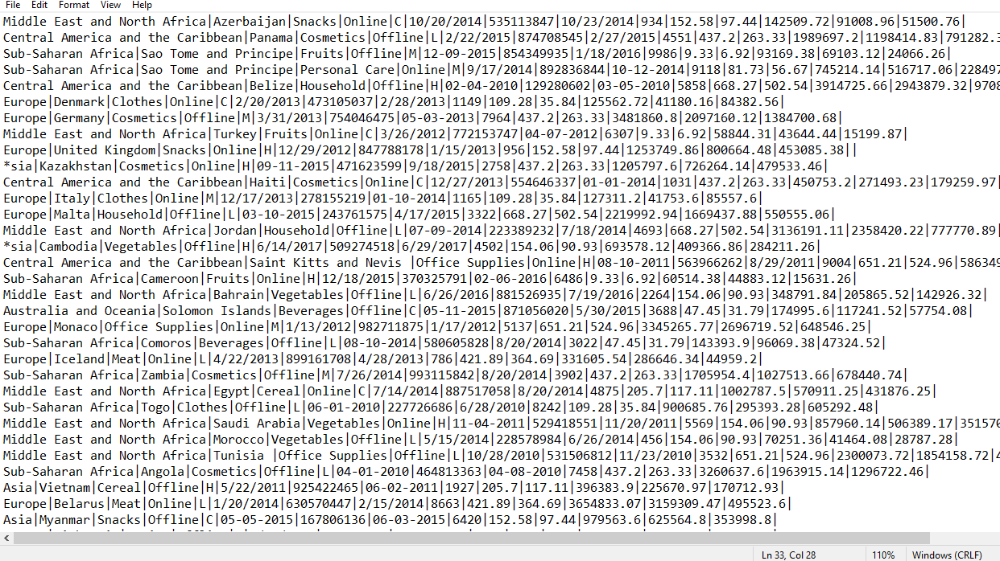 File Edit Format View Help
Middle East and North Africa|Azerbaijan|Snacks|Online|C|10/20/2014|535113847|10/23/2014|934|152.58|97.44|142509.72|91008.96|51500.76|
Central America and the Caribbean|Panama|Cosmetics|Offline|L|2/22/2015|874708545|2/27/2015|4551|437.2|263.33|1989697.2|1198414.83|791282.3
Sub-Saharan Africa|Sao Tome and Principe|Fruits|Offline|M|12-09-2015|854349935|1/18/2016|9986|9.33|6.92|93169.38|69103.12|24066.26|
Sub-Saharan Africa|Sao Tome and Principe|Personal Care|Online|M|9/17/2014|892836844|10-12-2014|9118|81.73|56.67|745214.14|516717.06|228497
Central America and the Caribbean|Belize|Household|Offline|H|02-04-2010|129280602|03-05-2010|5858|668.27|502.54|3914725.66|2943879.32|9708
Europe|Denmark|Clothes|Online|C|2/20/2013|473105037|2/28/2013|1149|109.28|35.84|125562.72|41180.16|84382.56|
Europe|Germany|Cosmetics|Offline|M|3/31/2013|754046475|05-03-2013|7964|437.2|263.33|3481860.8|2097160.12|1384700.68|
Middle East and North Africa|Turkey|Fruits|Online|C|3/26/2012|772153747|04-07-2012|6307|9.33|6.92|58844.31|43644.44|15199.87|
Europe|United Kingdom|Snacks|Online|H|12/29/2012|847788178|1/15/2013|956|152.58|97.44|1253749.86|800664.48|453085.38||
*sia|Kazakhstan|Cosmetics|Online|H|09-11-2015|471623599|9/18/2015|2758|437.2|263.33|1205797.6|726264.14|479533.46|
Central America and the Caribbean|Haiti|Cosmetics|Online|C|12/27/2013|554646337|01-01-2014|1031|437.2|263.33|450753.2|271493.23|179259.97|
Europe|Italy|Clothes|Online|M|12/17/2013|278155219|01-10-2014|1165|109.28|35.84|127311.2|41753.6|85557.6|
Europe|Malta|Household|Offline|L|03-10-2015|243761575|4/17/2015|3322|668.27|502.54|2219992.94|1669437.88|550555.06|
Middle East and North Africa|Jordan|Household|Offline|L|07-09-2014|223389232|7/18/2014|4693|668.27|502.54|3136191.11|2358420.22|777770.89|
*sia|Cambodia|Vegetables|Offline|H|6/14/2017|509274518|6/29/2017|4502|154.06|90.93|693578.12|409366.86|284211.26|
Central America and the Caribbean|Saint Kitts and Nevis |Office Supplies|Online|H|08-10-2011|563966262|8/29/2011|9004|651.21|524.96|586349
Sub-Saharan Africa|Cameroon|Fruits|Online|H|12/18/2015|370325791|02-06-2016|6486|9.33|6.92|60514.38|44883.12|15631.26|
Middle East and North Africa|Bahrain|Vegetables|Offline|L|6/26/2016|881526935|7/19/2016|2264|154.06|90.93|348791.84|205865.52|142926.32|
Australia and Oceania|Solomon Islands|Beverages|Offline|C|05-11-2015|871056020|5/30/2015|3688|47.45|31.79|174995.6|117241.52|57754.08|
Europe|Monaco|Office Supplies|Online|M|1/13/2012|982711875|1/17/2012|5137|651.21|524.96|3345265.77|2696719.52|648546.25|
Sub-Saharan Africa|Comoros|Beverages|Offline|L|08-10-2014|580605828|8/20/2014|3022|47.45|31.79|143393.9|96069.38|47324.52|
Europe|Iceland|Meat|Online|L|4/22/2013|899161708|4/28/2013|786|421.89|364.69|331605.54|286646.34|44959.2|
Sub-Saharan Africa|Zambia|Cosmetics|Offline|M|7/26/2014|993115842|8/20/2014|3902|437.2|263.33|1705954.4|1027513.66|678440.74|
Middle East and North Africa|Egypt|Cereal|Online|C|7/14/2014|887517058|8/20/2014|4875|205.7|117.11|1002787.5|570911.25|431876.25|
Sub-Saharan Africa|Togo|Clothes|Offline|L|06-01-2010|227726686|6/28/2010|8242|109.28|35.84|900685.76|295393.28|605292.48|
Middle East and North Africa|Saudi Arabia|Vegetables|Online|H|11-04-2011|529418551|11/20/2011|5569|154.06|90.93|857960.14|506389.17|351570
Middle East and North Africa|Morocco|Vegetables|Offline|L|5/15/2014|228578984|6/26/2014|456|154.06|90.93|70251.36|41464.08|28787.28|
Middle East and North Africa|Tunisia |Office Supplies|Offline|L|10/28/2010|531506812|11/23/2010|3532|651.21|524.96|2300073.72|1854158.72|4
Sub-Saharan Africa|Angola|Cosmetics|Offline|L|04-01-2010|464813363|04-08-2010|7458|437.2|263.33|3260637.6|1963915.14|1296722.46|
Asia|Vietnam|Cereal|Offline|H|5/22/2011|925422465|06-02-2011|1927|205.7|117.11|396383.9|225670.97|170712.93|
Europe|Belarus|Meat|Online|L|1/20/2014|630570447|2/15/2014|8663|421.89|364.69|3654833.07|3159309.47|495523.6|
Asia|Myanmar|Snacks|Offline|C|05-05-2015|167806136|06-03-2015|6420|152.58|97.44|979563.6|625564.8|353998.8|
Ln 33, Col 28 110% Windows (CRLF)